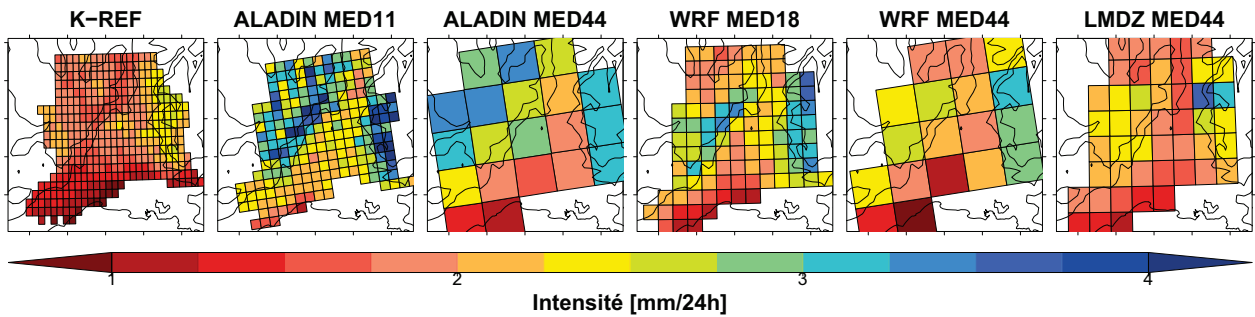 K−REF ALADIN MED11 ALADIN MED44 WRF MED18 WRF MED44 LMDZ MED44
1 2 3 4
Intensité [mm/24h]